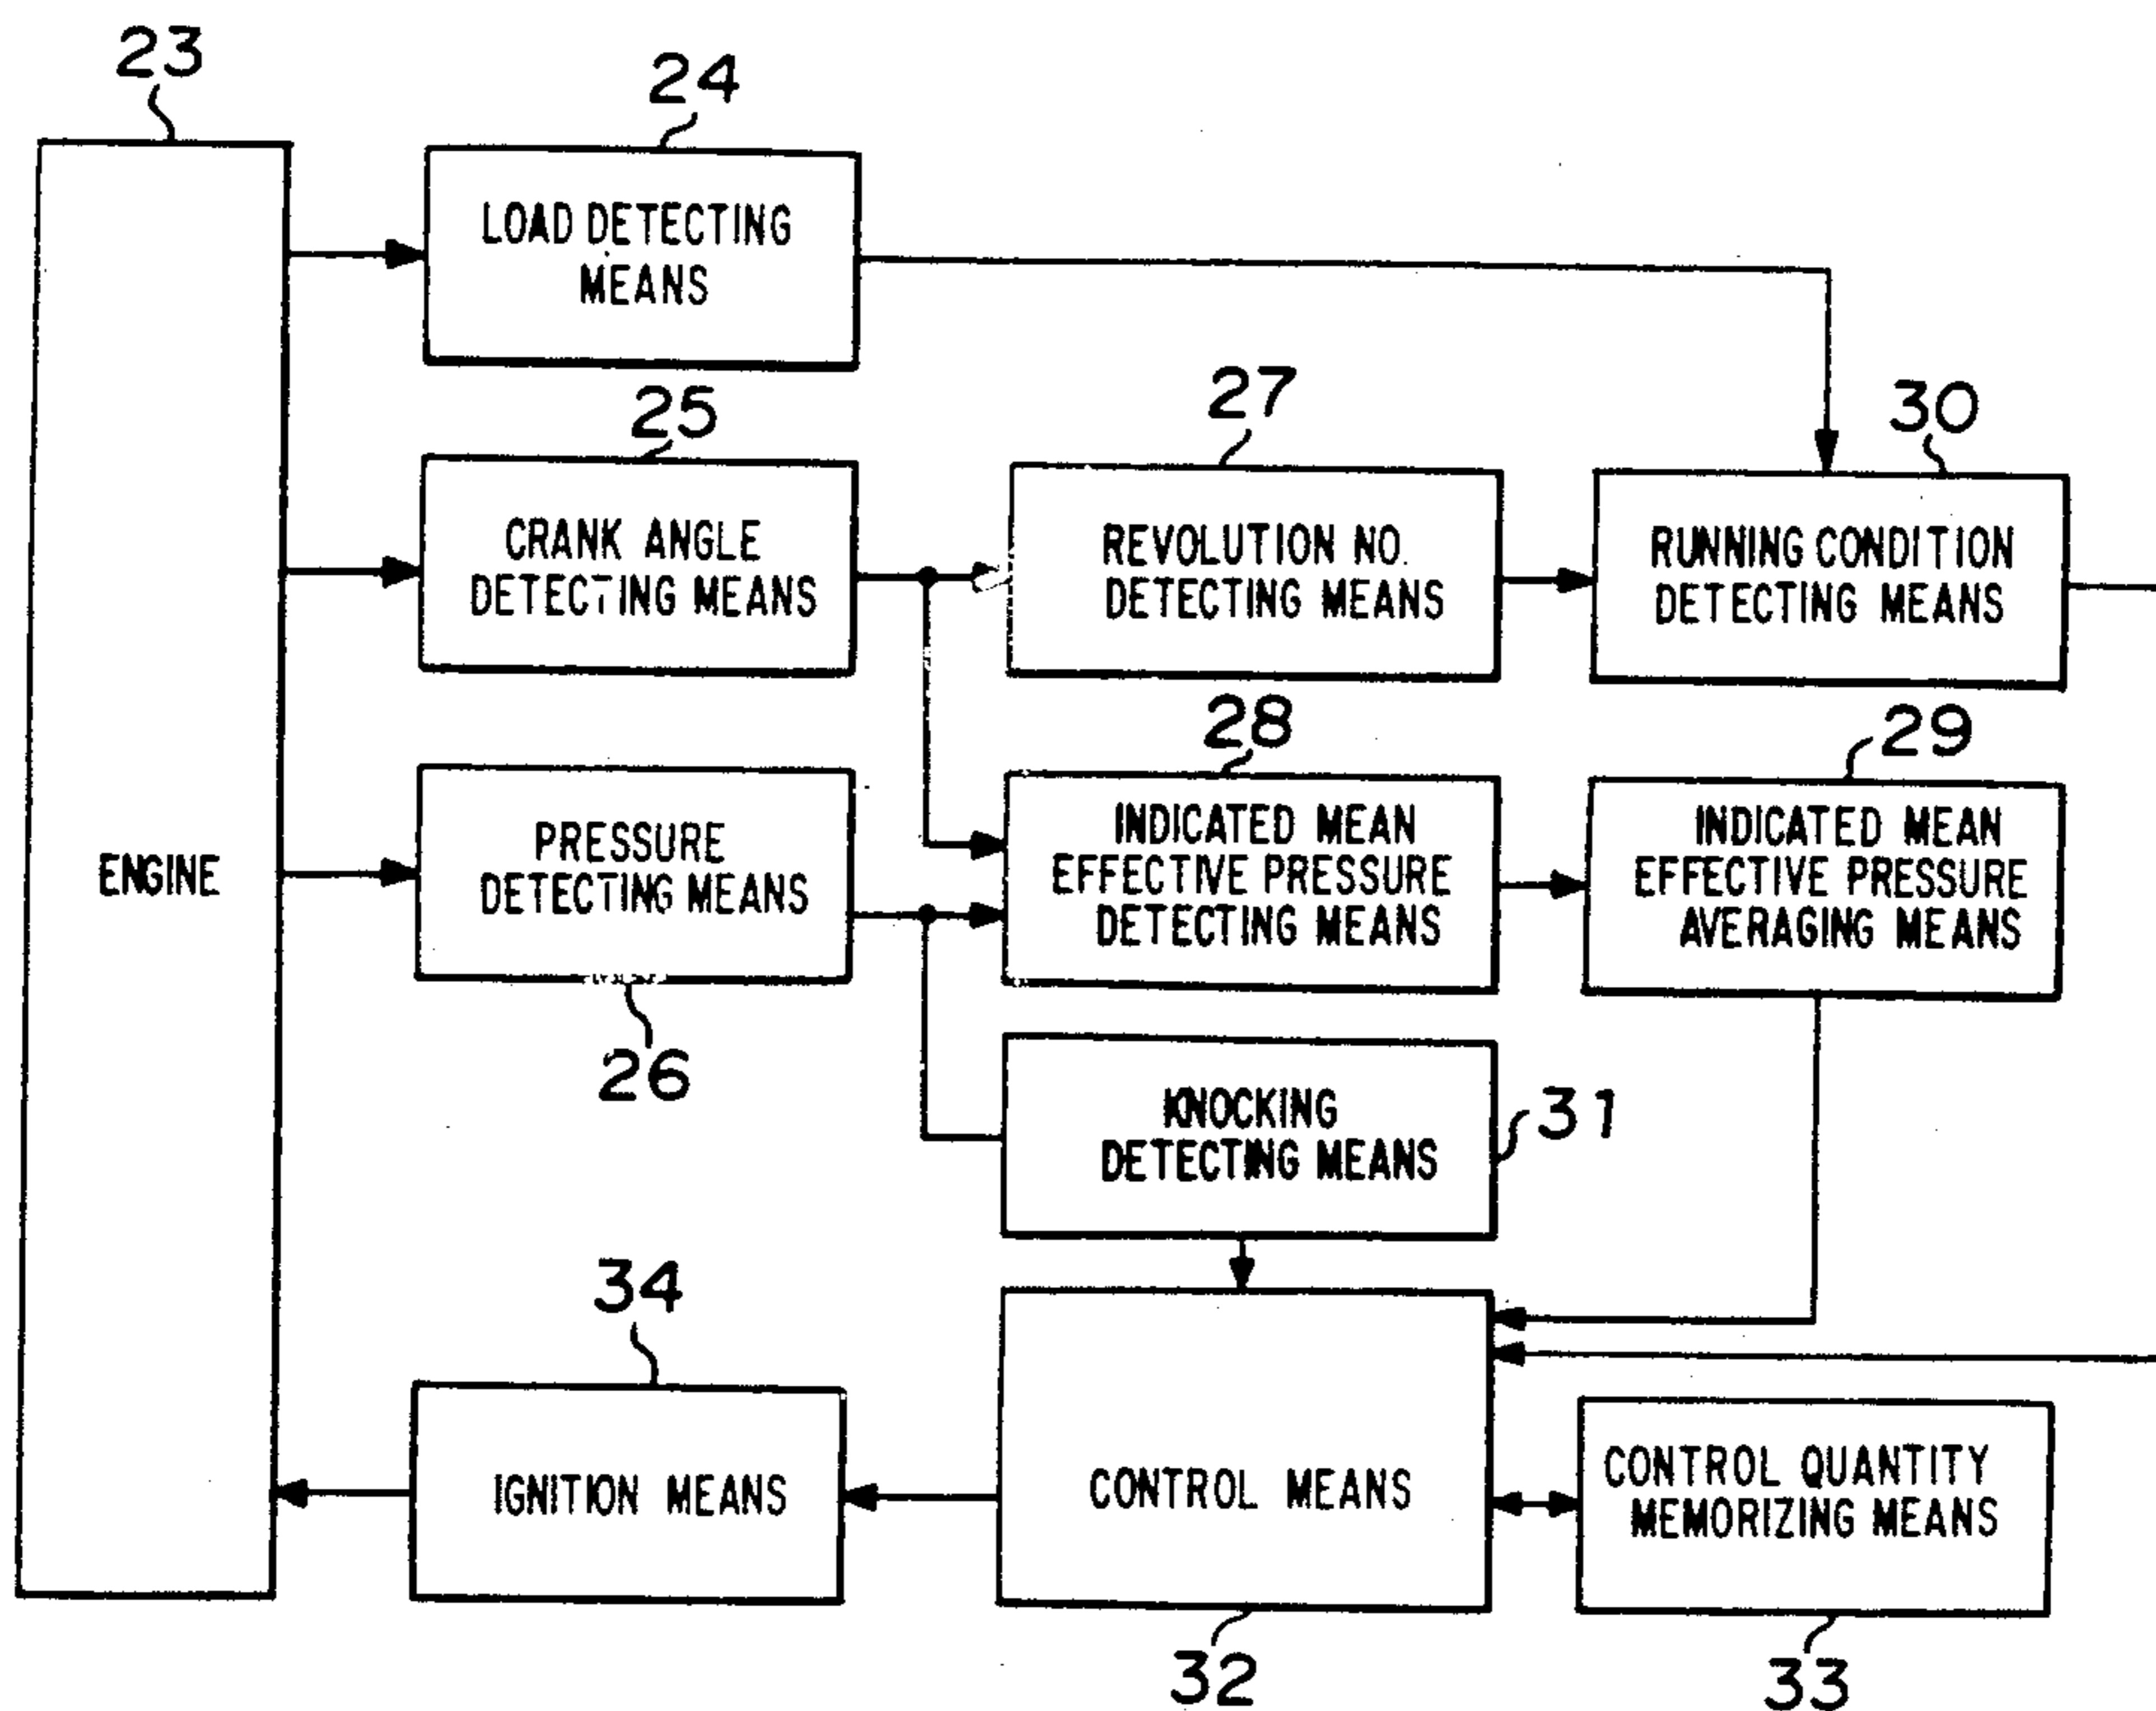 23
24
LOAD DETECTING
MEANS
25
CRANK ANGLE
DETECTING MEANS
27
REVOLUTION NO.
DETECTING MEANS
30
RUNNING CONDITION
DETECTING MEANS
ENGINE
PRESSURE
DETECTING MEANS
26
28
INDICATED MEAN
EFFECTIVE PRESSURE
DETECTING MEANS
29
INDICATED MEAN
EFFECTIVE PRESSURE
AVERAGING MEANS
KNOCKING
DETECTING MEANS
31
34
IGNITION MEANS
CONTROL MEANS
32
CONTROL QUANTITY
MEMORIZING MEANS
33